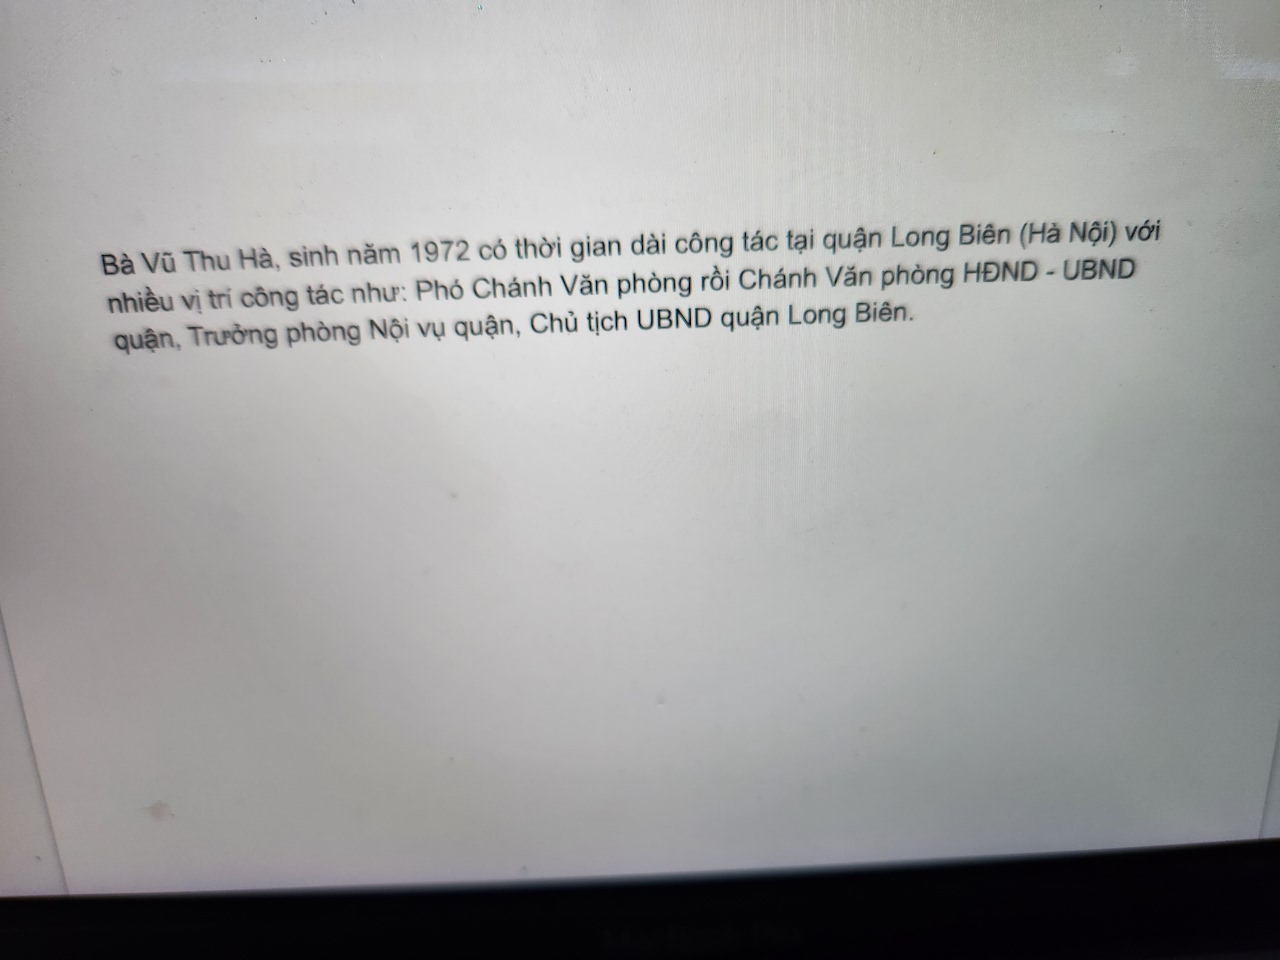 Bà Vũ Thu Hà, sinh năm 1972 có thời gian dài công tác tại quận Long Biên (Hà Nội) với
nhiều vị trí công tác như: Phó Chánh Văn phòng rồi Chánh Văn phòng HĐND - UBND
quận, Trưởng phòng Nội vụ quận, Chủ tịch UBND quận Long Biên.